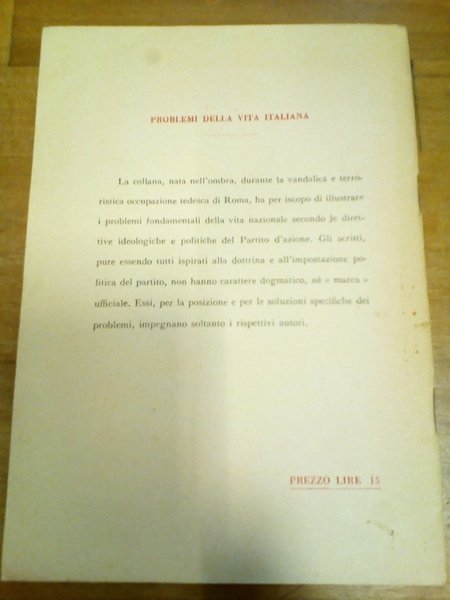 PROBLEMI DELLA VITA ITALIANA
La collana, nata nell'ombra, durante la vandalica e terro-
ristica occupazione tedesca di Roma, ha per iscopo di illustrare
i problemi fondamentali della vita nazionale secondo le diret-
tive ideologiche e politiche del Partito d'azione. Gli scritti,
pure essendo tutti ispirati alla dottrina e all'impostazione po-
litica del partito, non hanno carattere dogmatico, nè « marca »
ufficiale. Essi, per la posizione e per le soluzioni specifiche dei
problemi, impegnano soltanto i rispettivi autori.
PREZZO LIRE 15